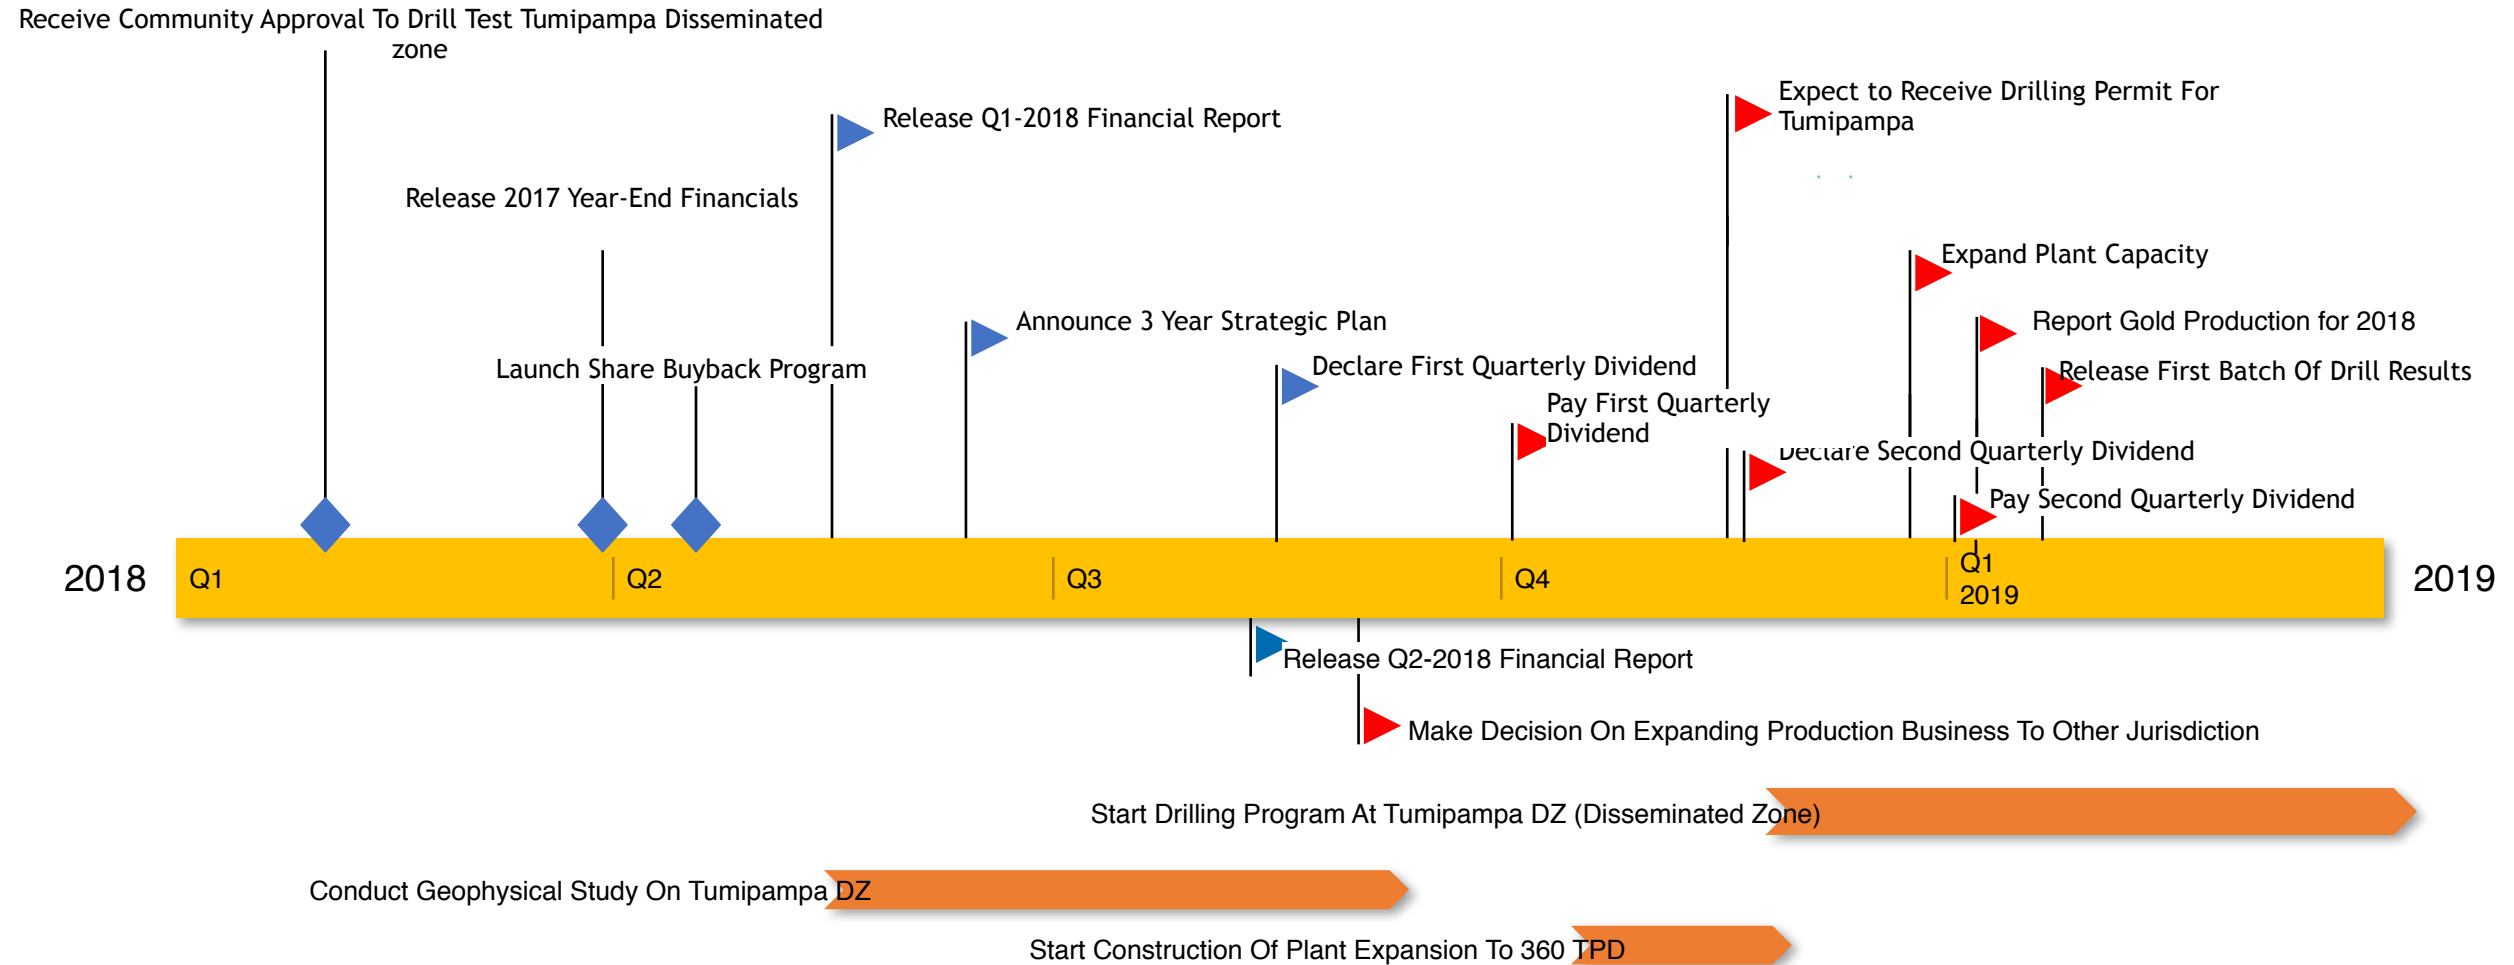 Receive Community Approval To Drill Test Tumipampa Disseminated
zone
Expect to Receive Drilling Permit For
Tumipampa
Release Q1-2018 Financial Report
Release 2017 Year-End Financials
Expand Plant Capacity
Announce 3 Year Strategic Plan
Report Gold Production for 2018
Launch Share Buyback Program
Declare First Quarterly Dividend
Release First Batch Of Drill Results
Pay First Quarterly
Dividend
Declare Second Quarterly Dividend
Pay Second Quarterly Dividend
2018
Q1
Q2
Q3
Q4
Q1
2019
2019
Release Q2-2018 Financial Report
Make Decision On Expanding Production Business To Other Jurisdiction
Start Drilling Program At Tumipampa DZ (Disseminated Zone)
Conduct Geophysical Study On Tumipampa DZ
Start Construction Of Plant Expansion To 360 TPD